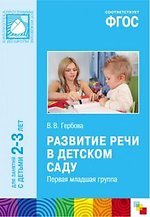 СООТВЕТСТВУЕТ
ФГОС
ДЛЯ ЗАНЯТИЙ
С ДЕТЬМИ 2-3 ЛЕТ
В. В. Гербова
РАЗВИТИЕ РЕЧИ
В ДЕТСКОМ
САДУ
Первая младшая группа